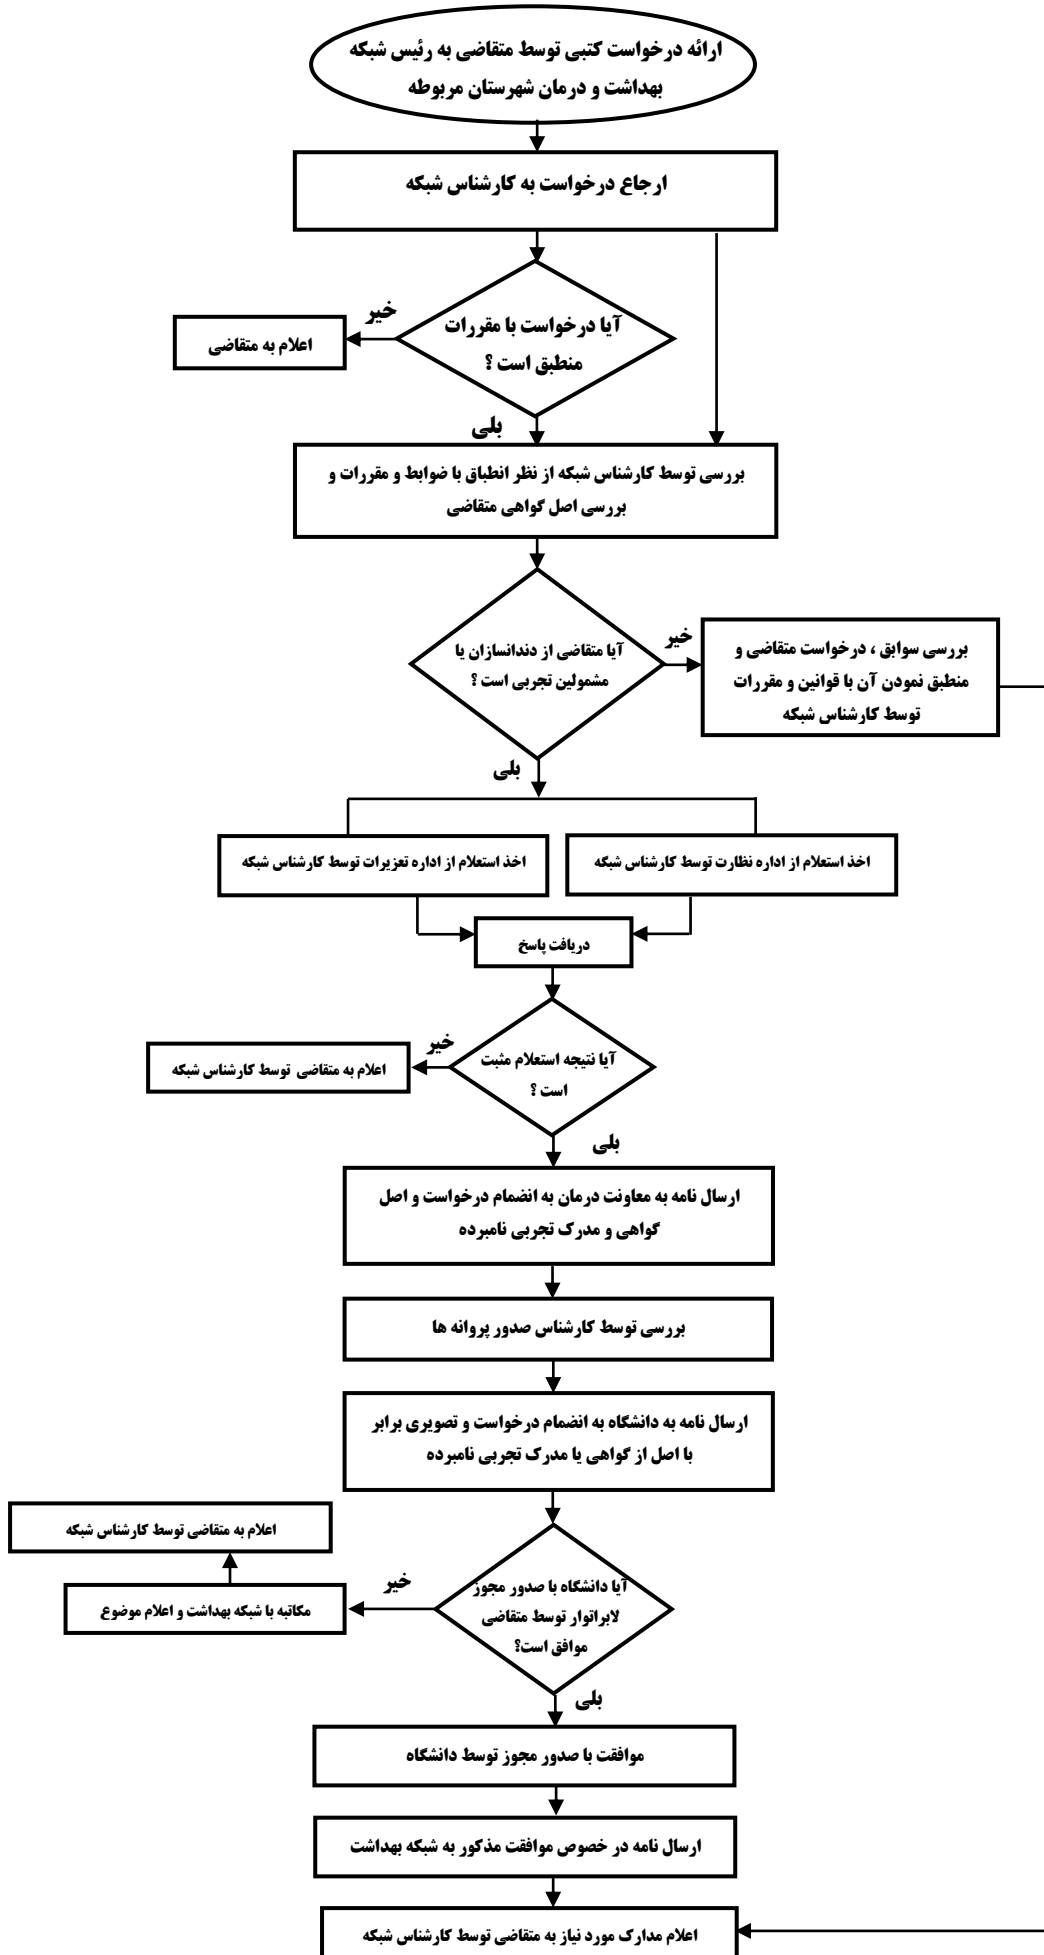 ارائه درخواست کتبی توسط متقاضی به رئیس شبکه
بهداشت و درمان شهرستان مربوطه
ارجاع درخواست به کارشناس شبکه
آیا درخواست با مقررات
منطبق است ؟
خیر
اعلام به متقاضی
بلی
بررسی توسط کارشناس شبکه از نظر انطباق با ضوابط و مقررات و
بررسی اصل گواهی متقاضی
آیا متقاضی از دندانسازان یا
مشمولین تجربی است ؟
خیر
بررسی سوابق ، درخواست متقاضی و
منطبق نمودن آن با قوانین و مقررات
توسط کارشناس شبکه
بلی
اخذ استعلام از اداره نظارت توسط کارشناس شبکه
اخذ استعلام از اداره تعزیرات توسط کارشناس شبکه
دریافت پاسخ
آیا نتیجه استعلام مثبت
است ؟
خیر
اعلام به متقاضی توسط کارشناس شبکه
بلی
ارسال نامه به معاونت درمان به انضمام درخواست و اصل
گواهی و مدرک تجربی نامبرده
بررسی توسط کارشناس صدور پروانه ها
ارسال نامه به دانشگاه به انضمام درخواست و تصویری برابر
با اصل از گواهی یا مدرک تجربی نامبرده
آیا دانشگاه با صدور مجوز
لابراتوار توسط متقاضی
موافق است؟
خیر
مکاتبه با شبکه بهداشت و اعلام موضوع
اعلام به متقاضی توسط کارشناس شبکه
بلی
موافقت با صدور مجوز توسط دانشگاه
ارسال نامه در خصوص موافقت مذکور به شبکه بهداشت
اعلام مدارک مورد نیاز به متقاضی توسط کارشناس شبکه